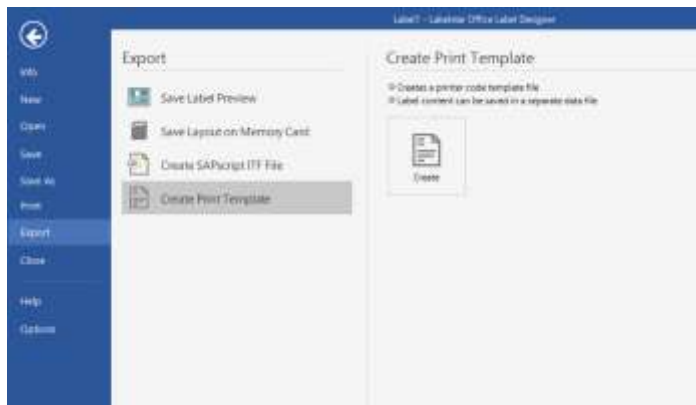 Label1 - Labelstar Office Label Designer
Info
New
Open
Save
Save As
Print
Export
Close
Help
Options
Export
Save Label Preview
Save Layout on Memory Card
Create SAPscript ITF File
Create Print Template
Create Print Template
Creates a printer code template file
Label content can be saved in a separate data file
Create